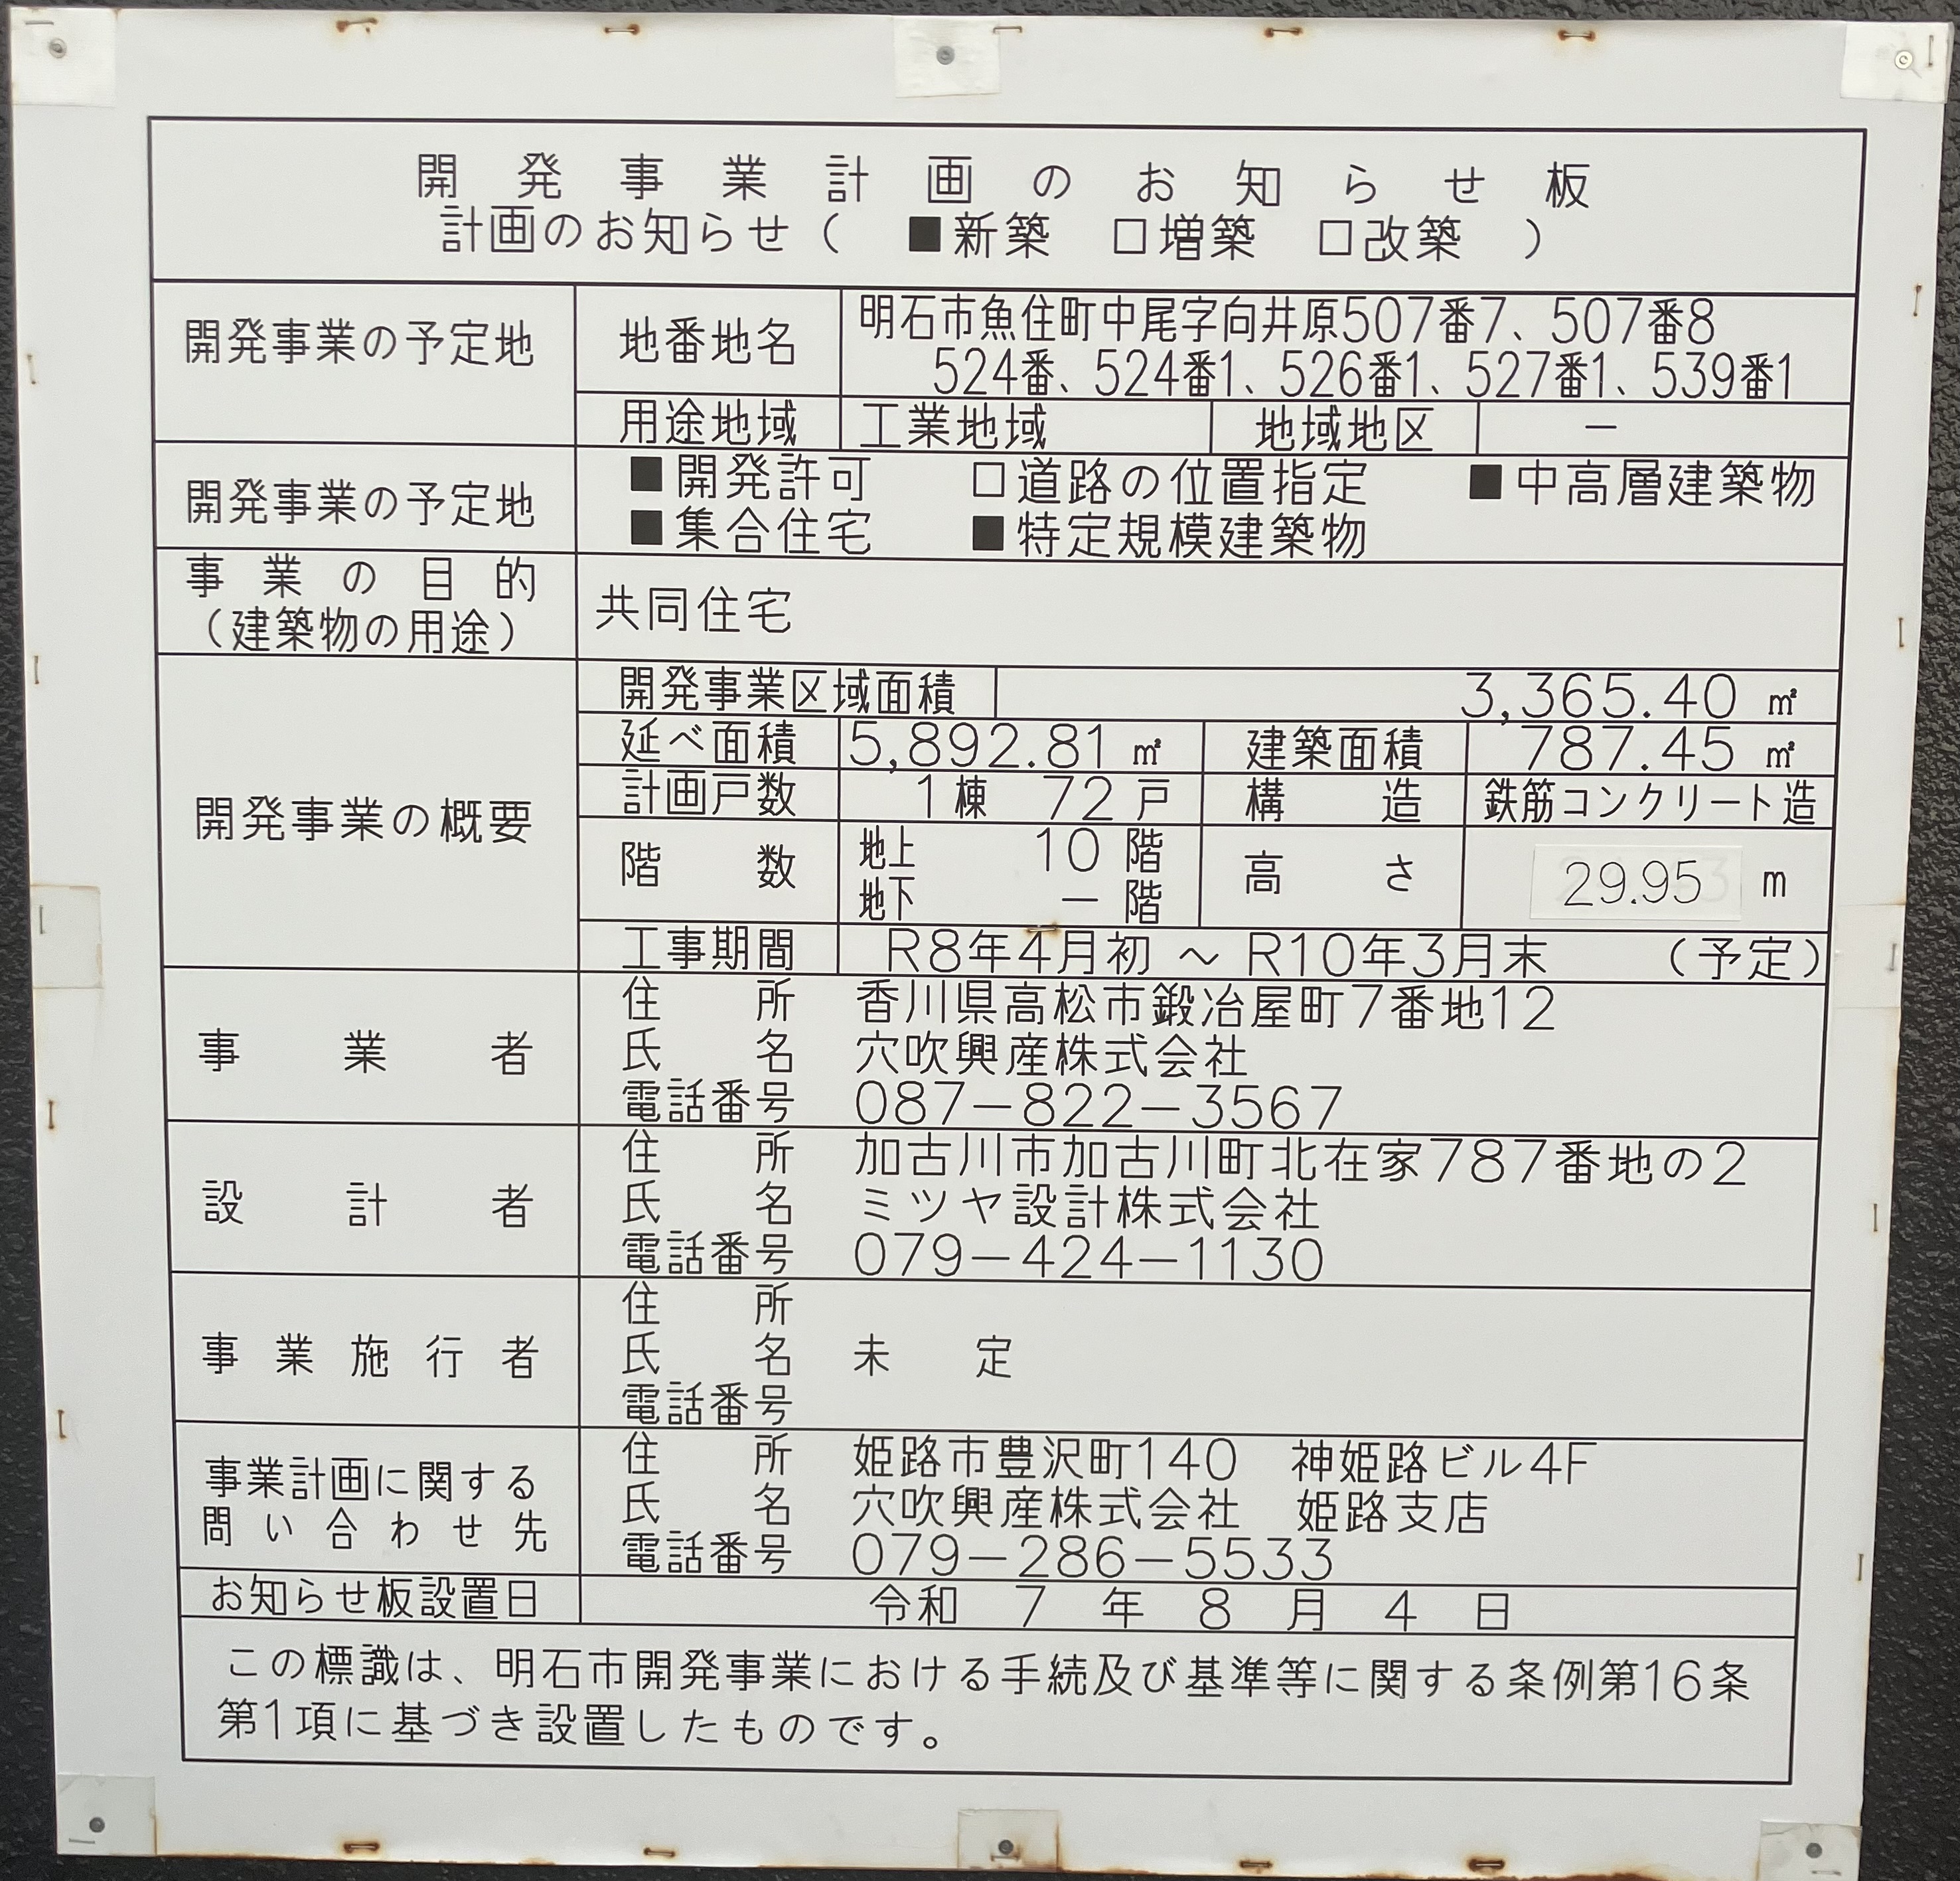 開発事業計画のお知らせ板
計画のお知らせ（ ■新築 □増築 □改築 ）
開発事業の予定地 地番地名 明石市魚住町中尾字向井原507番7、507番8
524番、524番1、526番1、527番1、539番1
用途地域 工業地域 地域地区 －
開発事業の予定地 ■開発許可 □道路の位置指定 ■中高層建築物
■集合住宅 ■特定規模建築物
事業の目的
（建築物の用途） 共同住宅
開発事業の概要 開発事業区域面積 3,365.40 ㎡
延べ面積 5,892.81 ㎡ 建築面積 787.45 ㎡
計画戸数 1棟 72戸 構造 鉄筋コンクリート造
階数 地上 10 階 高さ 29.95 m
地下 － 階
工事期間 R8年4月初 ～ R10年3月末 （予定）
事業者 住所 香川県高松市鍛冶屋町7番地12
氏名 穴吹興産株式会社
電話番号 087－822－3567
設計者 住所 加古川市加古川町北在家787番地の2
氏名 ミツヤ設計株式会社
電話番号 079－424－1130
事業施行者 住所
氏名 未定
電話番号
事業計画に関する
問い合わせ先 住所 姫路市豊沢町140 神姫路ビル4F
氏名 穴吹興産株式会社 姫路支店
電話番号 079－286－5533
お知らせ板設置日 令和 7 年 8 月 4 日
この標識は、明石市開発事業における手続及び基準等に関する条例第16条
第1項に基づき設置したものです。